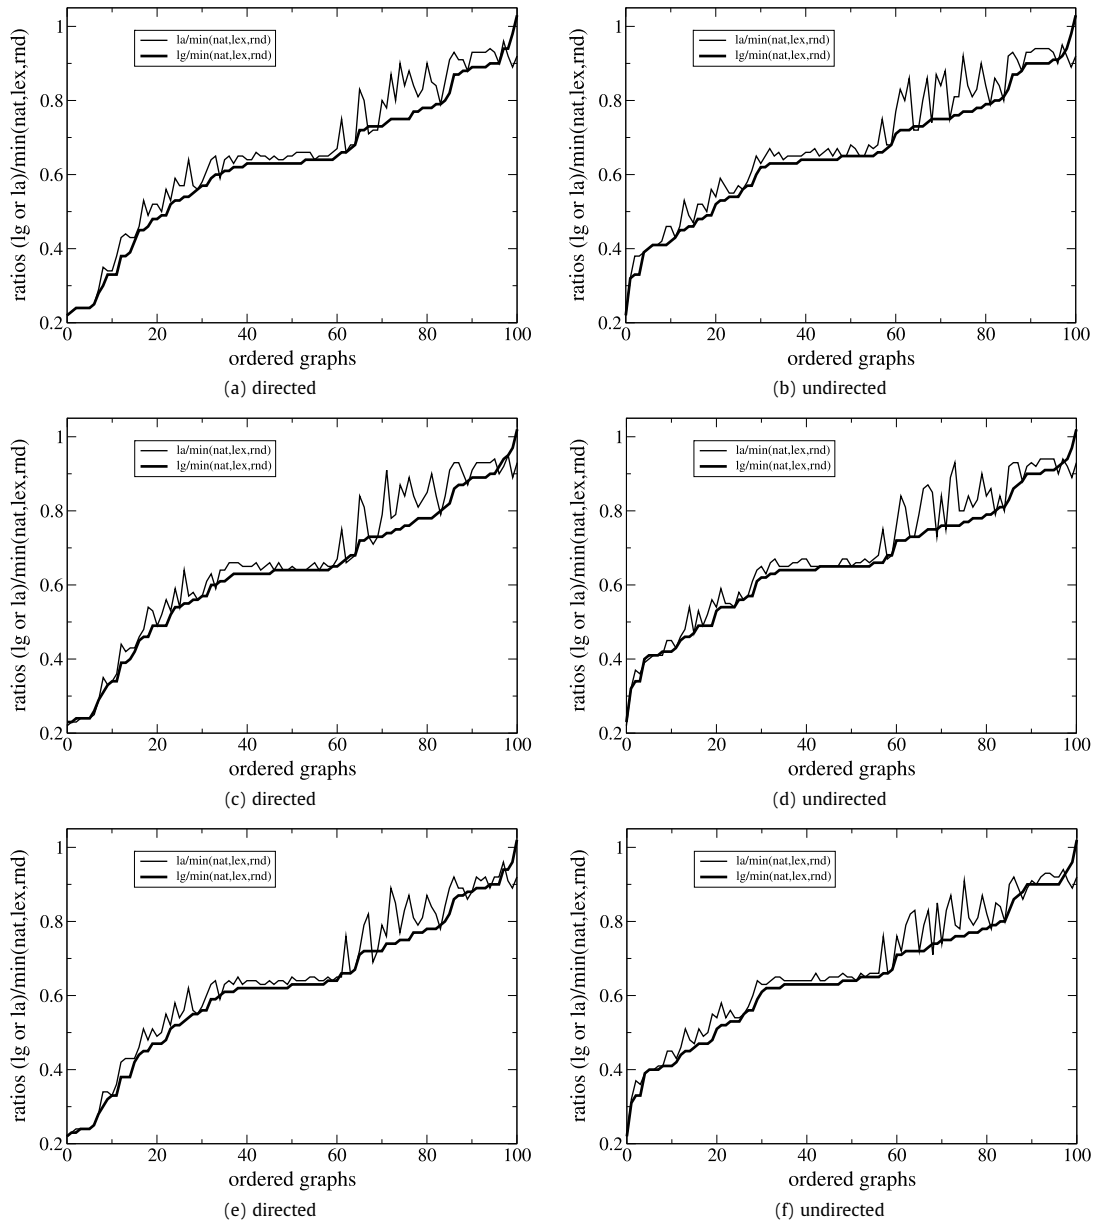 ratios (lg or la)/min(nat,lex,rnd)
1
0.8
0.6
0.4
0.2
la/min(nat,lex,rnd)
lg/min(nat,lex,rnd)
0 20 40 60 80 100
ordered graphs
(a) directed
ratios (lg or la)/min(nat,lex,rnd)
1
0.8
0.6
0.4
0.2
la/min(nat,lex,rnd)
lg/min(nat,lex,rnd)
0 20 40 60 80 100
ordered graphs
(b) undirected
ratios (lg or la)/min(nat,lex,rnd)
1
0.8
0.6
0.4
0.2
la/min(nat,lex,rnd)
lg/min(nat,lex,rnd)
0 20 40 60 80 100
ordered graphs
(c) directed
ratios (lg or la)/min(nat,lex,rnd)
1
0.8
0.6
0.4
0.2
la/min(nat,lex,rnd)
lg/min(nat,lex,rnd)
0 20 40 60 80 100
ordered graphs
(d) undirected
ratios (lg or la)/min(nat,lex,rnd)
1
0.8
0.6
0.4
0.2
la/min(nat,lex,rnd)
lg/min(nat,lex,rnd)
0 20 40 60 80 100
ordered graphs
(e) directed
ratios (lg or la)/min(nat,lex,rnd)
1
0.8
0.6
0.4
0.2
la/min(nat,lex,rnd)
lg/min(nat,lex,rnd)
0 20 40 60 80 100
ordered graphs
(f) undirected